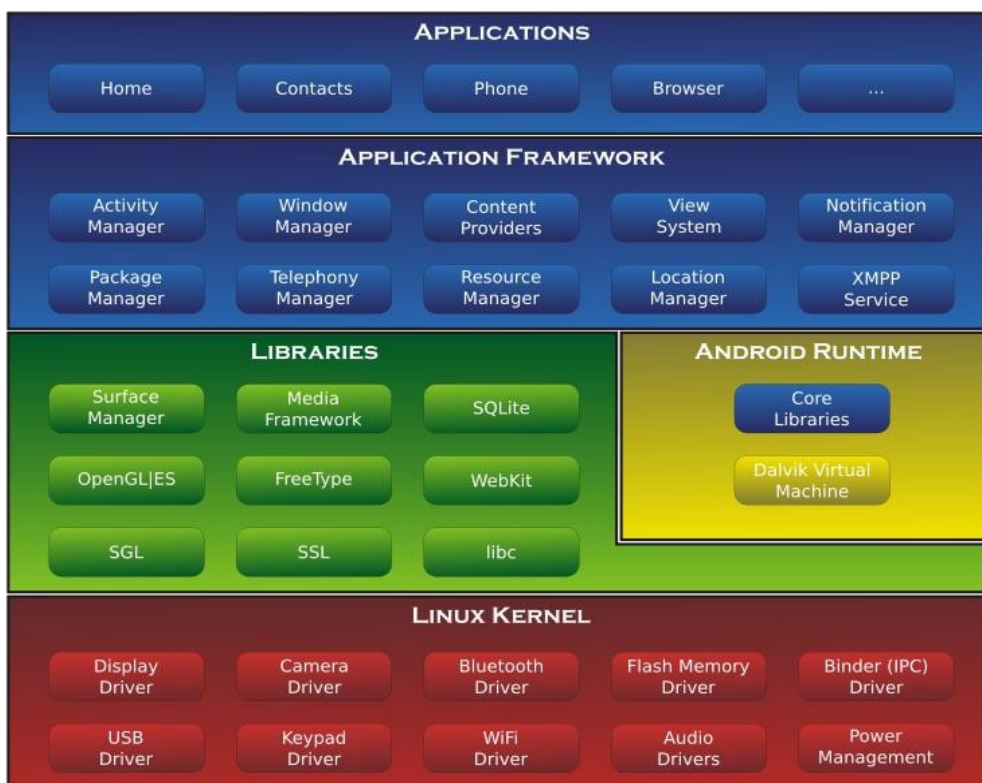 APPLICATIONS
Home
Contacts
Phone
Browser
...
APPLICATION FRAMEWORK
Activity
Manager
Window
Manager
Content
Providers
View
System
Notification
Manager
Package
Manager
Telephony
Manager
Resource
Manager
Location
Manager
XMPP
Service
LIBRARIES
Surface
Manager
Media
Framework
SQLite
OpenGL|ES
FreeType
WebKit
SGL
SSL
libc
ANDROID RUNTIME
Core
Libraries
Dalvik Virtual
Machine
LINUX KERNEL
Display
Driver
Camera
Driver
Bluetooth
Driver
Flash Memory
Driver
Binder (IPC)
Driver
USB
Driver
Keypad
Driver
WiFi
Driver
Audio
Drivers
Power
Management